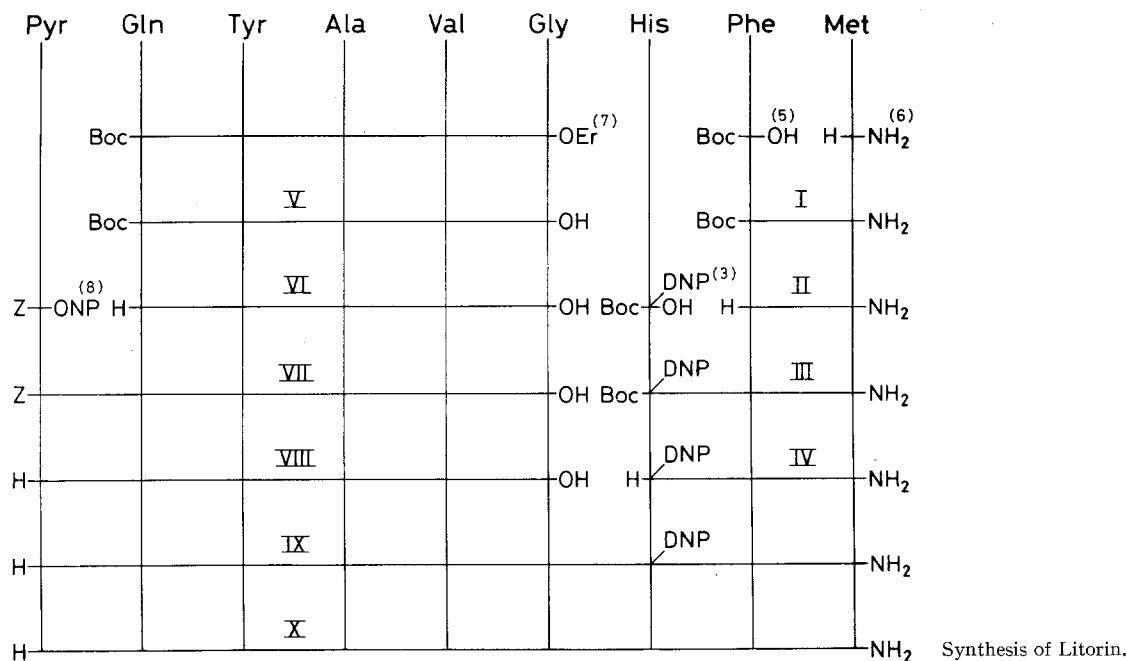 Pyr Gln Tyr Ala Val Gly His Phe Met
Boc OEr(7) Boc OH(5) H NH2(6)
V I
Boc OH Boc NH2
VI DNP(3) II
Z ONP(8) H OH Boc OH H NH2
VII DNP III
Z OH Boc NH2
VIII DNP IV
H OH H NH2
IX DNP
H NH2
X
H NH2 Synthesis of Litorin.